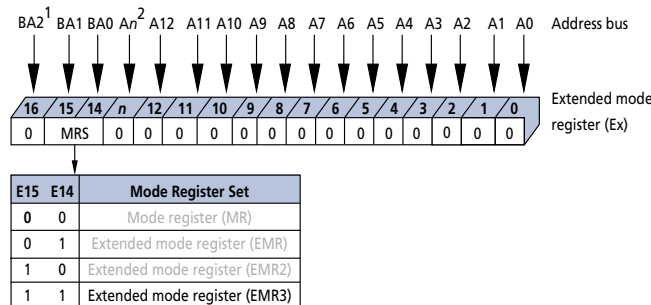 BA2¹ BA1 BA0 An² A12 A11 A10 A9 A8 A7 A6 A5 A4 A3 A2 A1 A0 Address bus
16 15 14 n 12 11 10 9 8 7 6 5 4 3 2 1 0 Extended mode
register (Ex)
0 MRS 0 0 0 0 0 0 0 0 0 0 0 0 0 0
E15 E14 Mode Register Set
0 0 Mode register (MR)
0 1 Extended mode register (EMR)
1 0 Extended mode register (EMR2)
1 1 Extended mode register (EMR3)